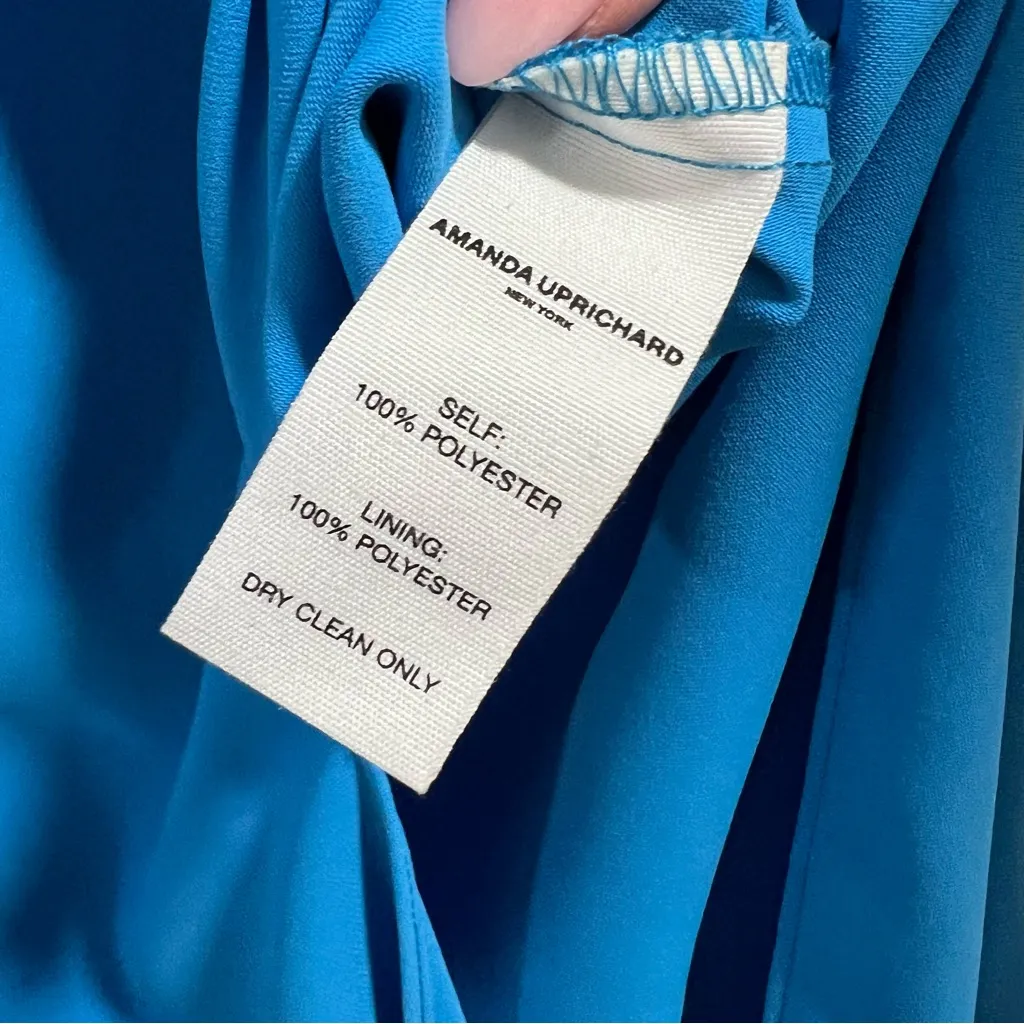 AMANDA UPRICHARD
NEW YORK
SELF:
100% POLYESTER
LINING:
100% POLYESTER
DRY CLEAN ONLY